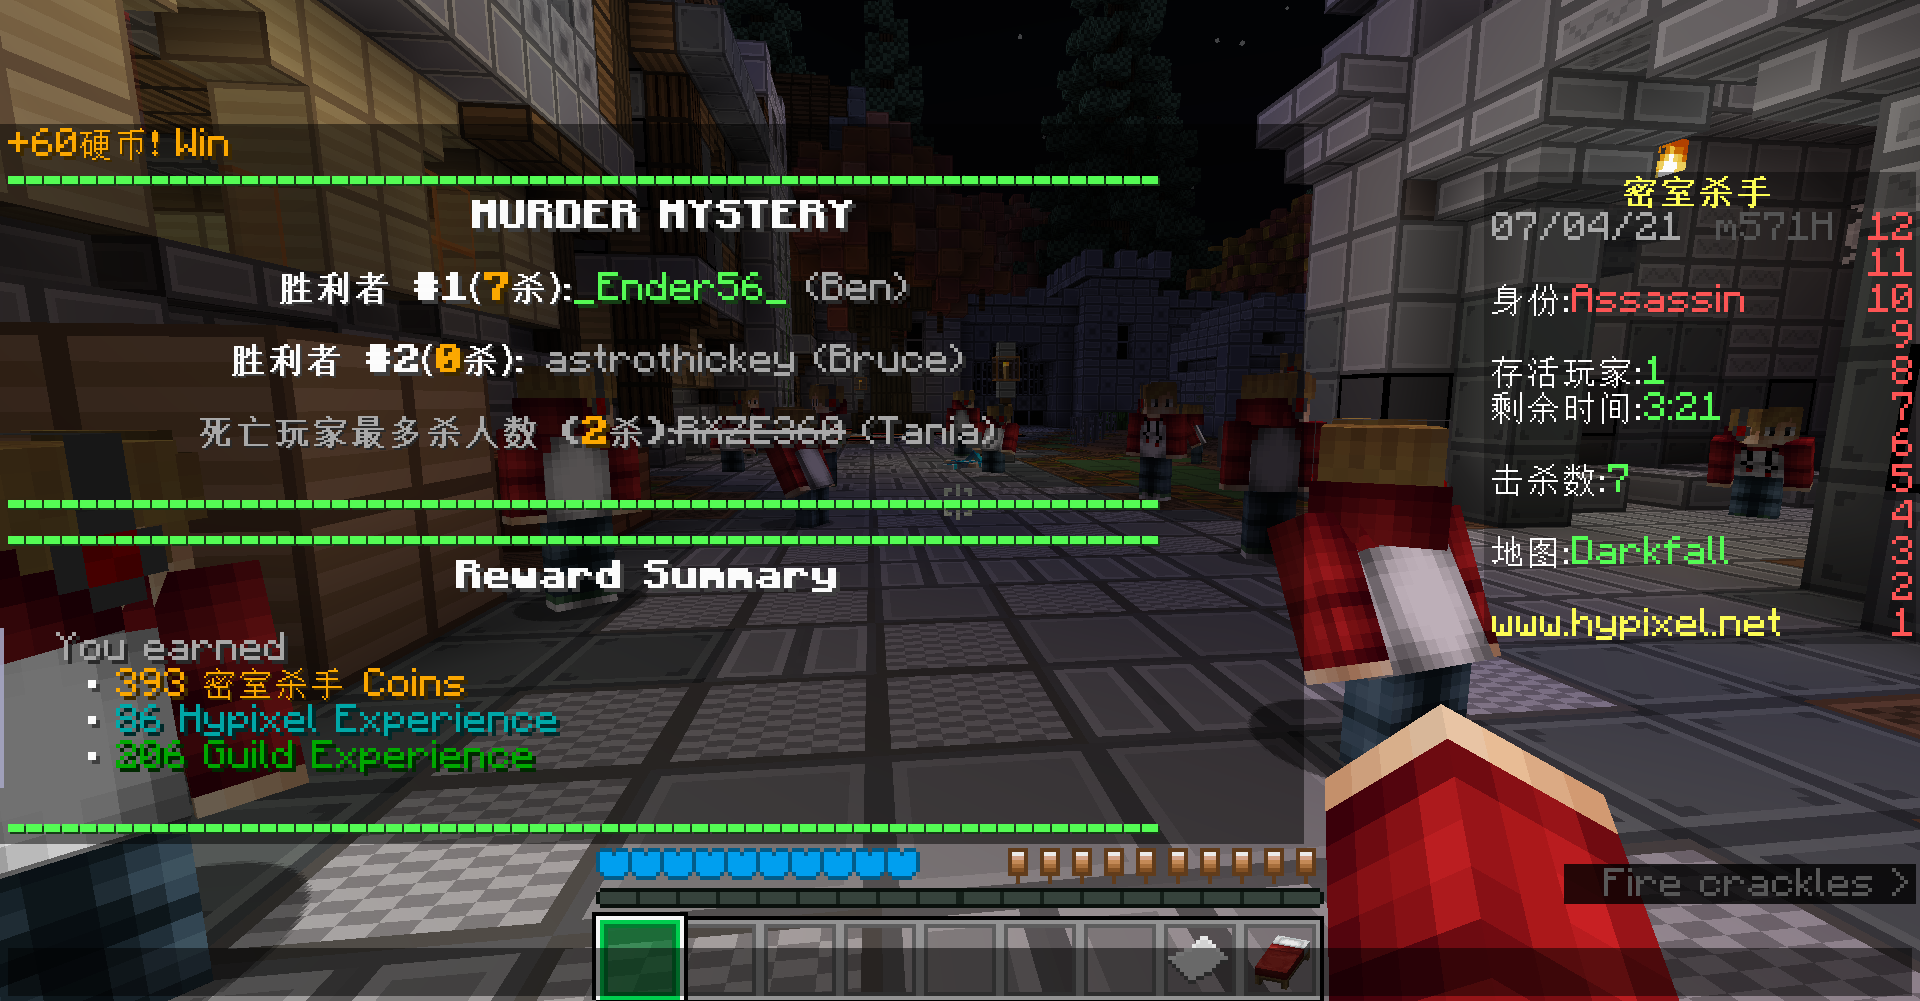 +60硬币! Win
MURDER MYSTERY
胜利者 #1(7杀):_Ender56_ (Ben)
胜利者 #2(0杀): astrothickey (Bruce)
死亡玩家最多杀人数 (2杀):RXZE360 (Tania)
Reward Summary
You earned
▪ 393 密室杀手 Coins
▪ 86 Hypixel Experience
▪ 206 Guild Experience
密室杀手
07/04/21 m571H 12
11
身份:Assassin 10
9
存活玩家:1 8
剩余时间:3:21 7
6
击杀数:7 5
4
地图:Darkfall 3
2
www.hypixel.net 1
Fire crackles >